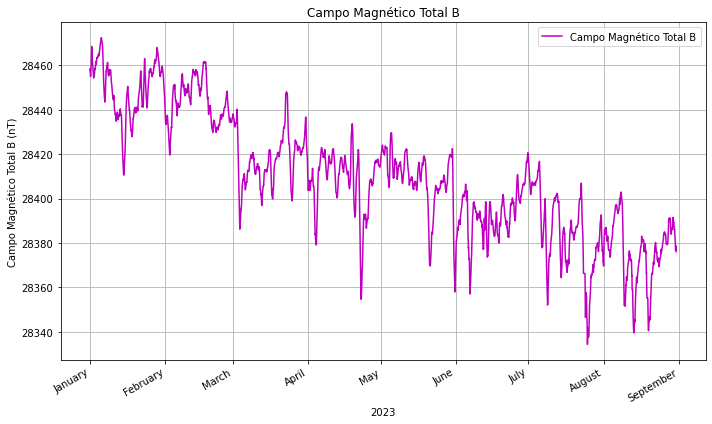 Campo Magnético Total B
Campo Magnético Total B
Campo Magnético Total B (nT)
28460
28440
28420
28400
28380
28360
28340
January
February
March
April
May
June
July
August
September
2023